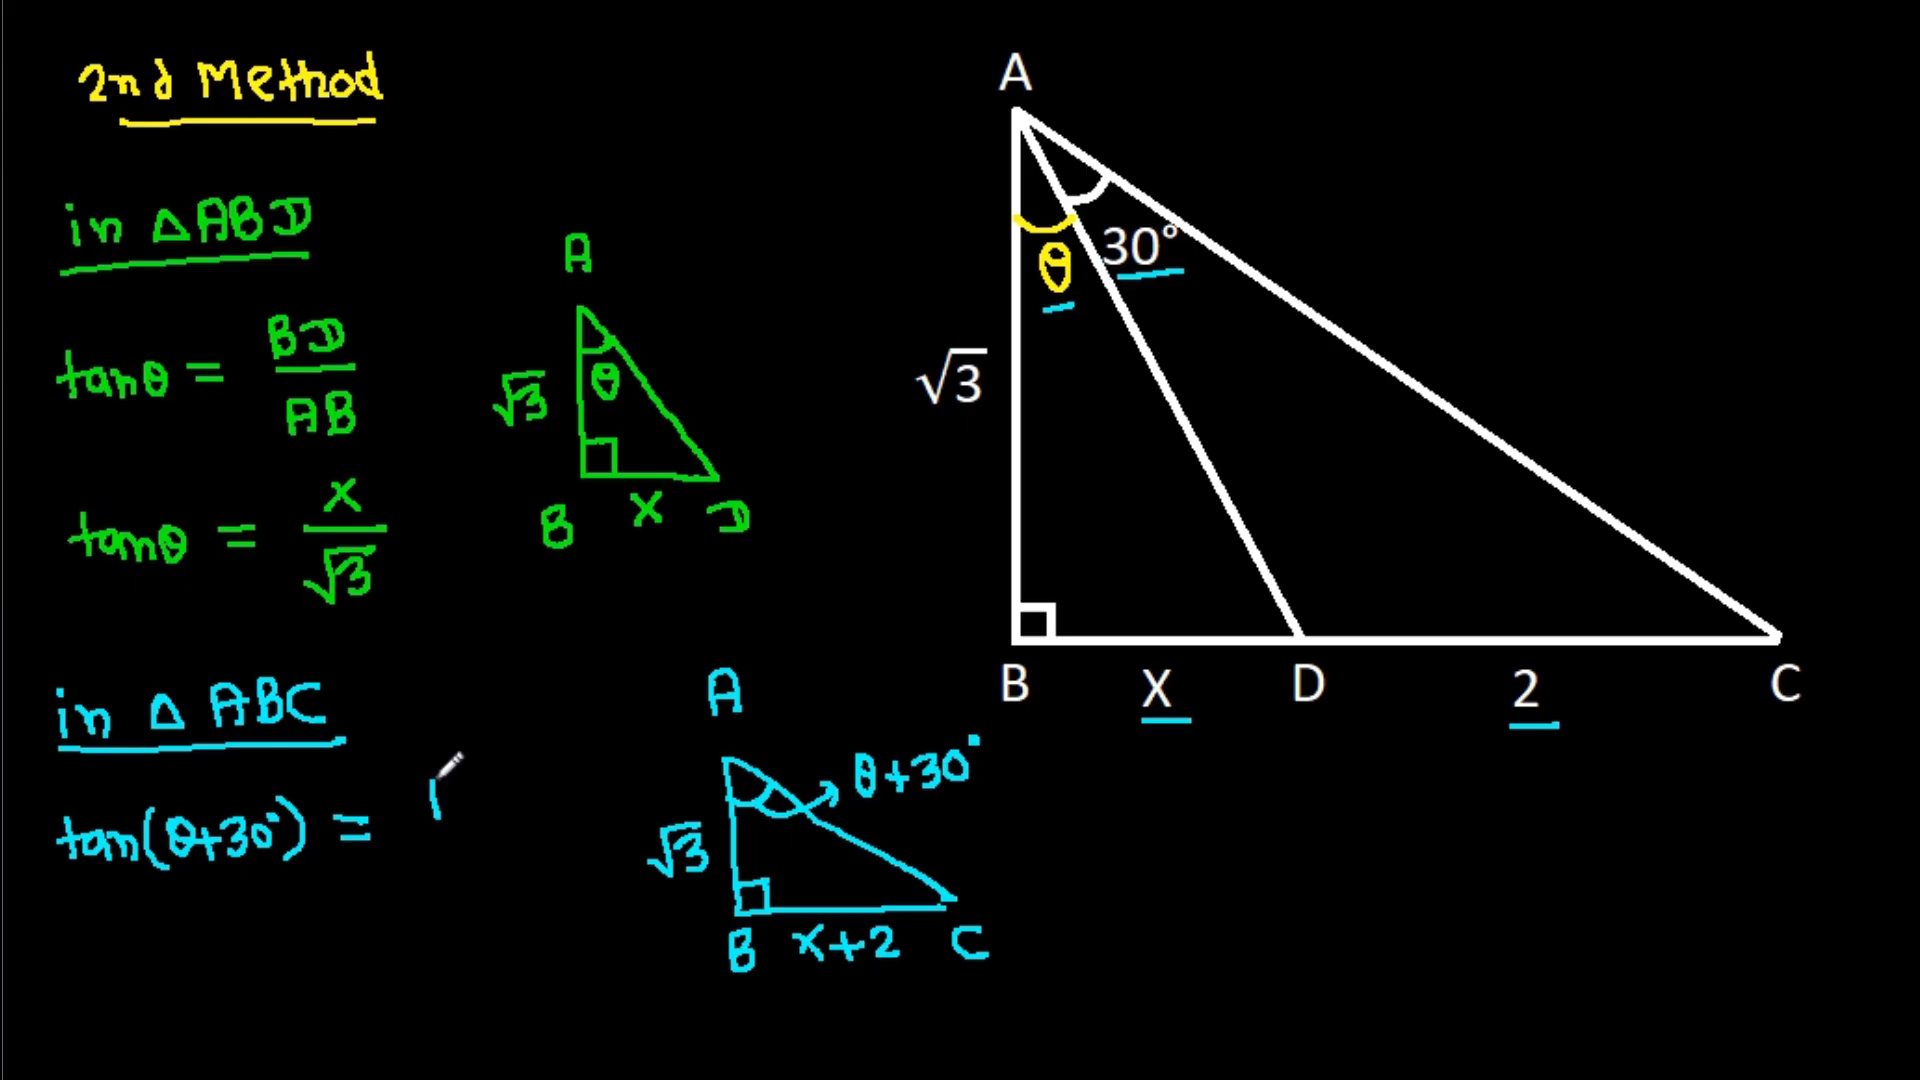 2nd Method
in △ABD
tanθ = BD/AB
tanθ = x/√3
A
θ
√3
B x D
in △ ABC
tan(θ+30°) =
A
θ+30°
√3
B x+2 C
A
θ 30°
√3
B X D 2 C